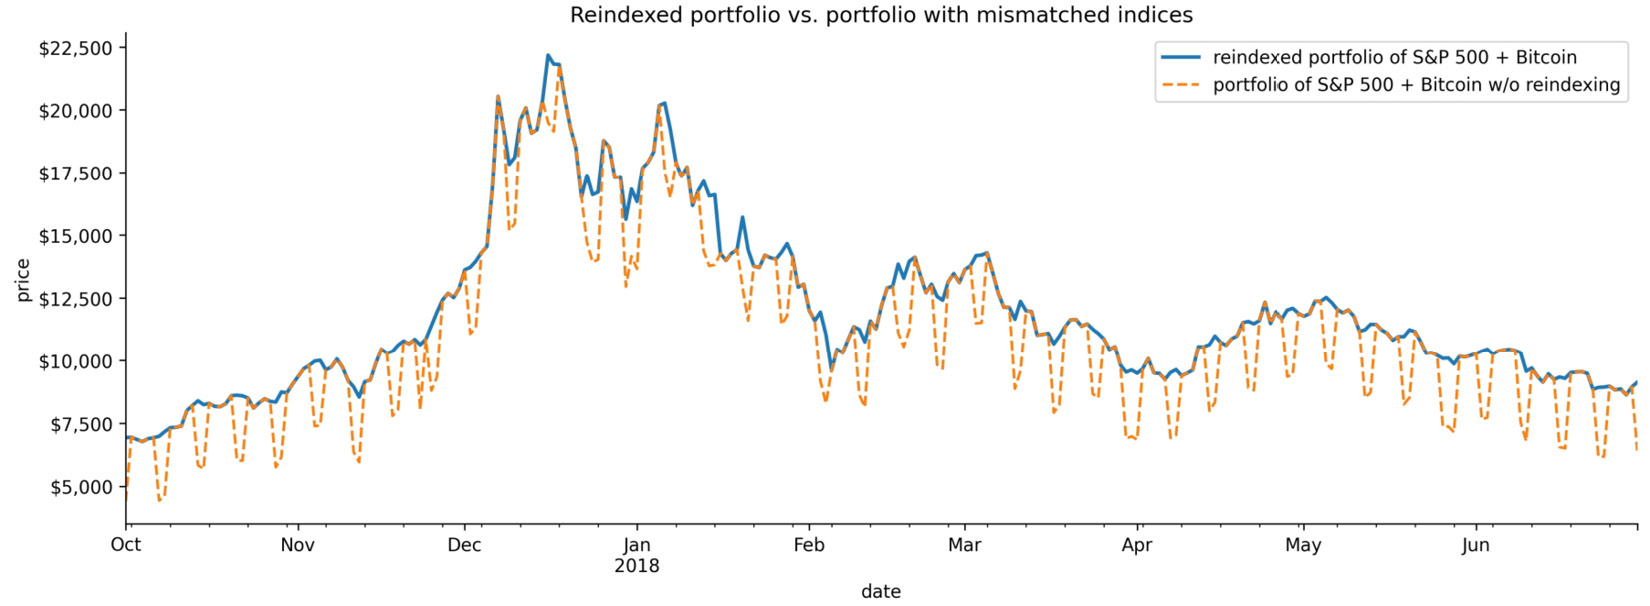 Reindexed portfolio vs. portfolio with mismatched indices
reindexed portfolio of S&P 500 + Bitcoin
portfolio of S&P 500 + Bitcoin w/o reindexing
$22,500
$20,000
$17,500
$15,000
$12,500
$10,000
$7,500
$5,000
price
Oct Nov Dec Jan Feb Mar Apr May Jun
2018
date